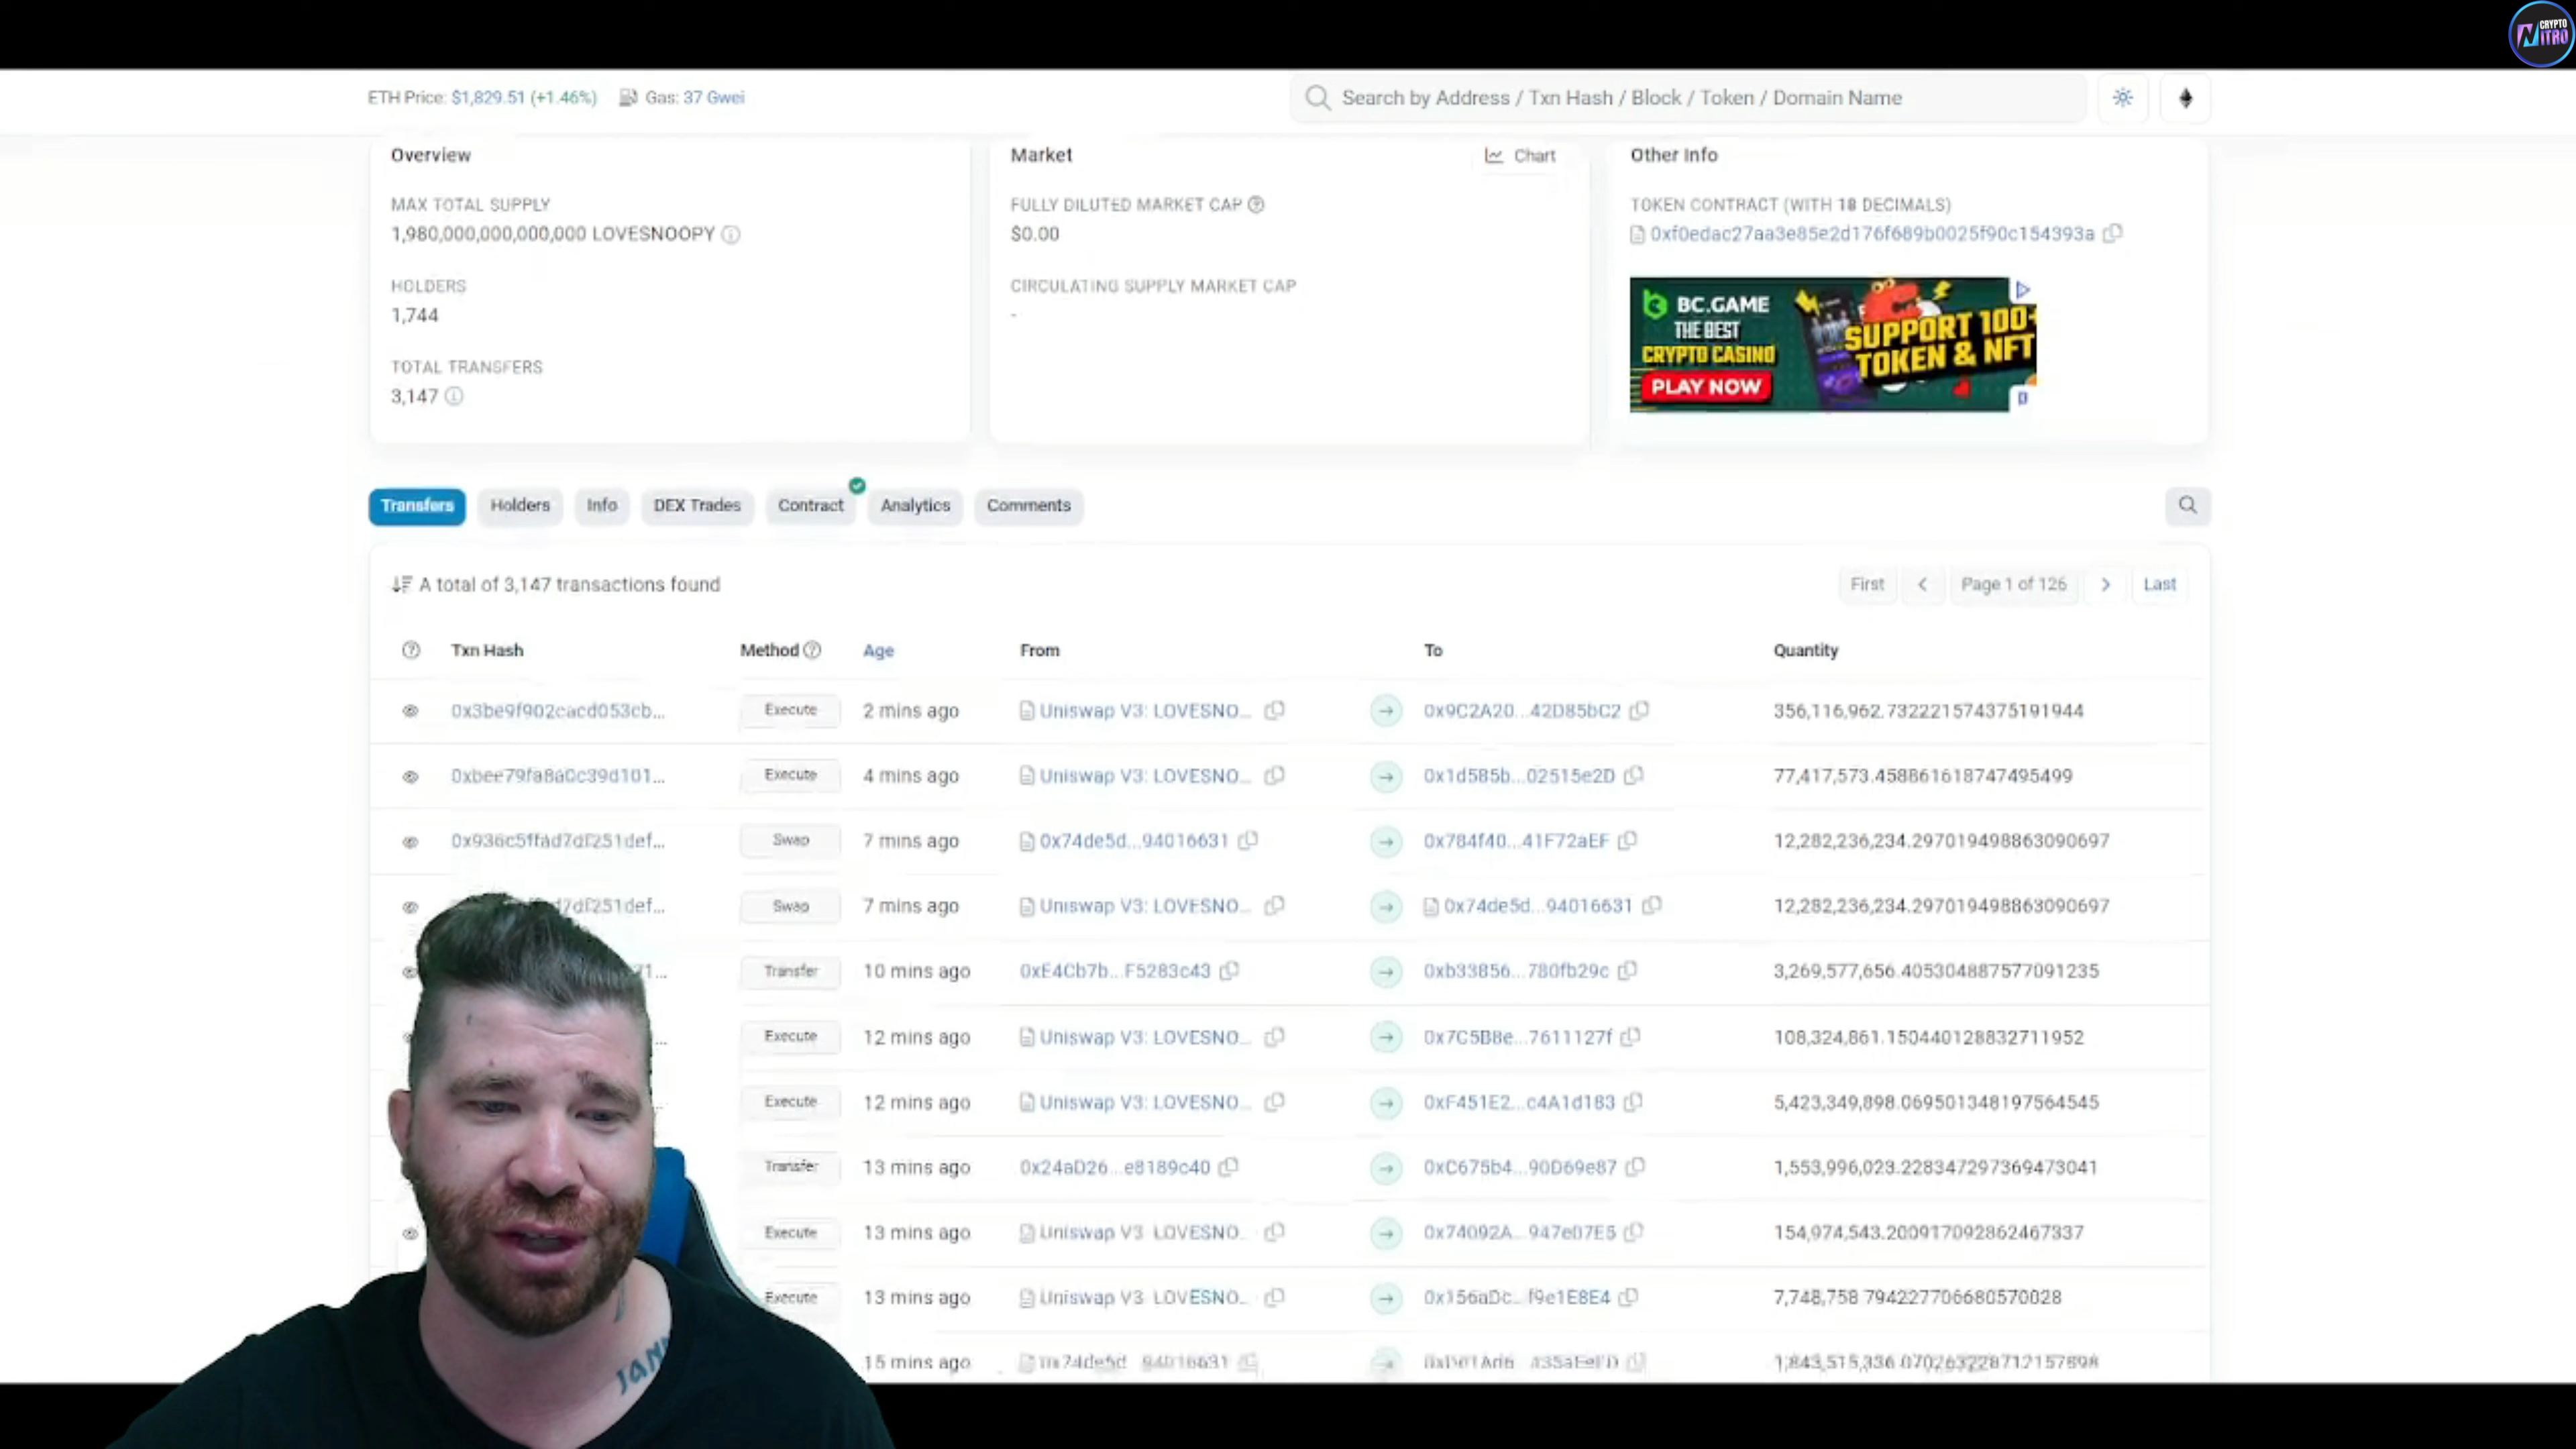 CRYPTO
NITRO
ETH Price: $1,829.51 (+1.46%) Gas: 37 Gwei
Search by Address / Txn Hash / Block / Token / Domain Name
Overview
MAX TOTAL SUPPLY
1,980,000,000,000,000 LOVESNOOPY
HOLDERS
1,744
TOTAL TRANSFERS
3,147
Market
Chart
FULLY DILUTED MARKET CAP
$0.00
CIRCULATING SUPPLY MARKET CAP
-
Other Info
TOKEN CONTRACT (WITH 18 DECIMALS)
0xf0edac27aa3e85e2d176f689b0025f90c154393a
BC.GAME
THE BEST
CRYPTO CASINO
PLAY NOW
SUPPORT 100+
TOKEN & NFT
Transfers Holders Info DEX Trades Contract Analytics Comments
A total of 3,147 transactions found
First Page 1 of 126 Last
Txn Hash Method Age From To Quantity
0x3be9f902cacd053cb... Execute 2 mins ago Uniswap V3: LOVESNO... 0x9C2A20...42D85bC2 356,116,962.732221574375191944
0xbee79fa8a0c39d101... Execute 4 mins ago Uniswap V3: LOVESNO... 0x1d585b...02515e2D 77,417,573.458861618747495499
0x936c5ffad7df251def... Swap 7 mins ago 0x74de5d...94016631 0x784f40...41F72aEF 12,282,236,234.297019498863090697
d7df251def... Swap 7 mins ago Uniswap V3: LOVESNO... 0x74de5d...94016631 12,282,236,234.297019498863090697
71... Transfer 10 mins ago 0xE4Cb7b...F5283c43 0xb33856...780fb29c 3,269,577,656.405304887577091235
... Execute 12 mins ago Uniswap V3: LOVESNO... 0x7C5B8e...7611127f 108,324,861.150440128832711952
Execute 12 mins ago Uniswap V3: LOVESNO... 0xF451E2...c4A1d183 5,423,349,898.069501348197564545
Transfer 13 mins ago 0x24aD26...e8189c40 0xC675b4...90D69e87 1,553,996,023.228347297369473041
Execute 13 mins ago Uniswap V3 LOVESNO... 0x74092A...947e07E5 154,974,543.200917092862467337
Execute 13 mins ago Uniswap V3 LOVESNO... 0x156aDc...f9e1E8E4 7,748,758 794227706680570028
15 mins ago 0x74de5d 94016631